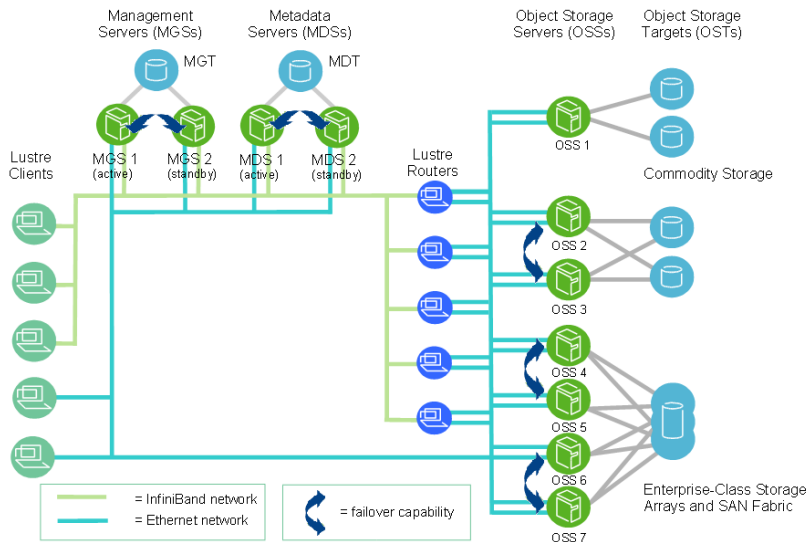 Management
Servers (MGSs)
Metadata
Servers (MDSs)
Object Storage
Servers (OSSs)
Object Storage
Targets (OSTs)
MGT
MDT
MGS 1
(active)
MGS 2
(standby)
MDS 1
(active)
MDS 2
(standby)
OSS 1
Lustre
Clients
Lustre
Routers
Commodity Storage
OSS 2
OSS 3
OSS 4
OSS 5
OSS 6
OSS 7
Enterprise-Class Storage
Arrays and SAN Fabric
= InfiniBand network
= Ethernet network
= failover capability